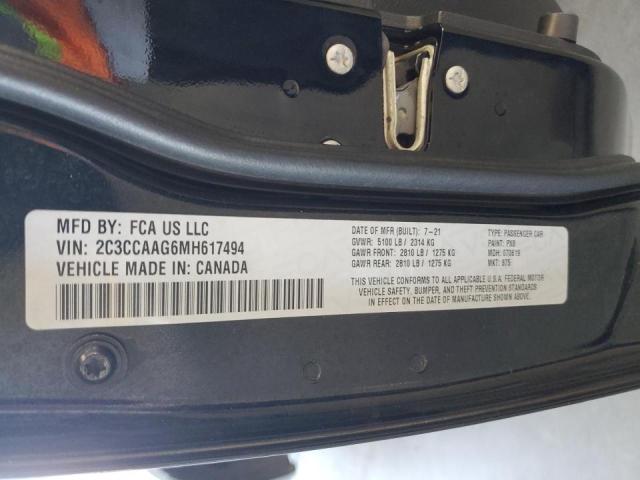 MFD BY: FCA US LLC
VIN: 2C3CCAAG6MH617494
VEHICLE MADE IN: CANADA
DATE OF MFR (BUILT): 7-21
GVWR: 5100 LB / 2314 KG
GAWR FRONT: 2810 LB / 1275 KG
GAWR REAR: 2810 LB / 1275 KG
TYPE: PASSENGER CAR
PAINT: PX8
MDH: 070619
MKT: 975
THIS VEHICLE CONFORMS TO ALL APPLICABLE U.S.A. FEDERAL MOTOR
VEHICLE SAFETY, BUMPER, AND THEFT PREVENTION STANDARDS
IN EFFECT ON THE DATE OF MANUFACTURE SHOWN ABOVE.